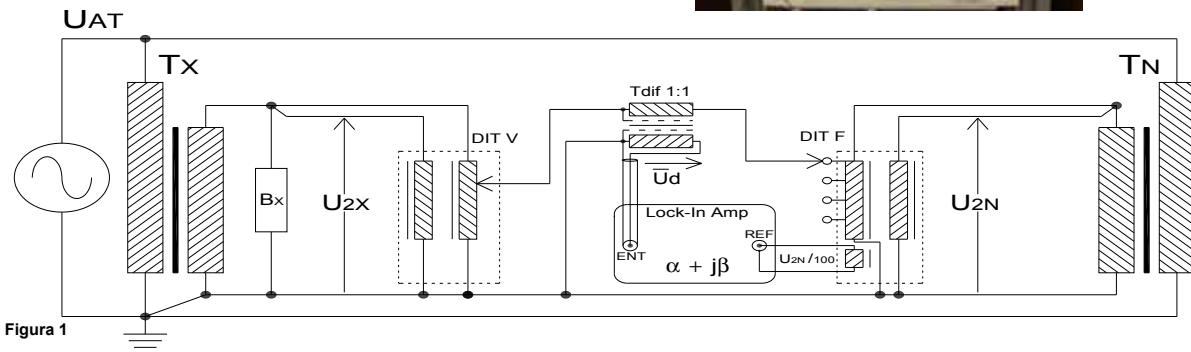 UAT
TX
TN
Tdif 1:1
DIT V
DIT F
Ud
BX
U2X
U2N
Lock-In Amp
REF
ENT
U2N/100
α + jβ
Figura 1